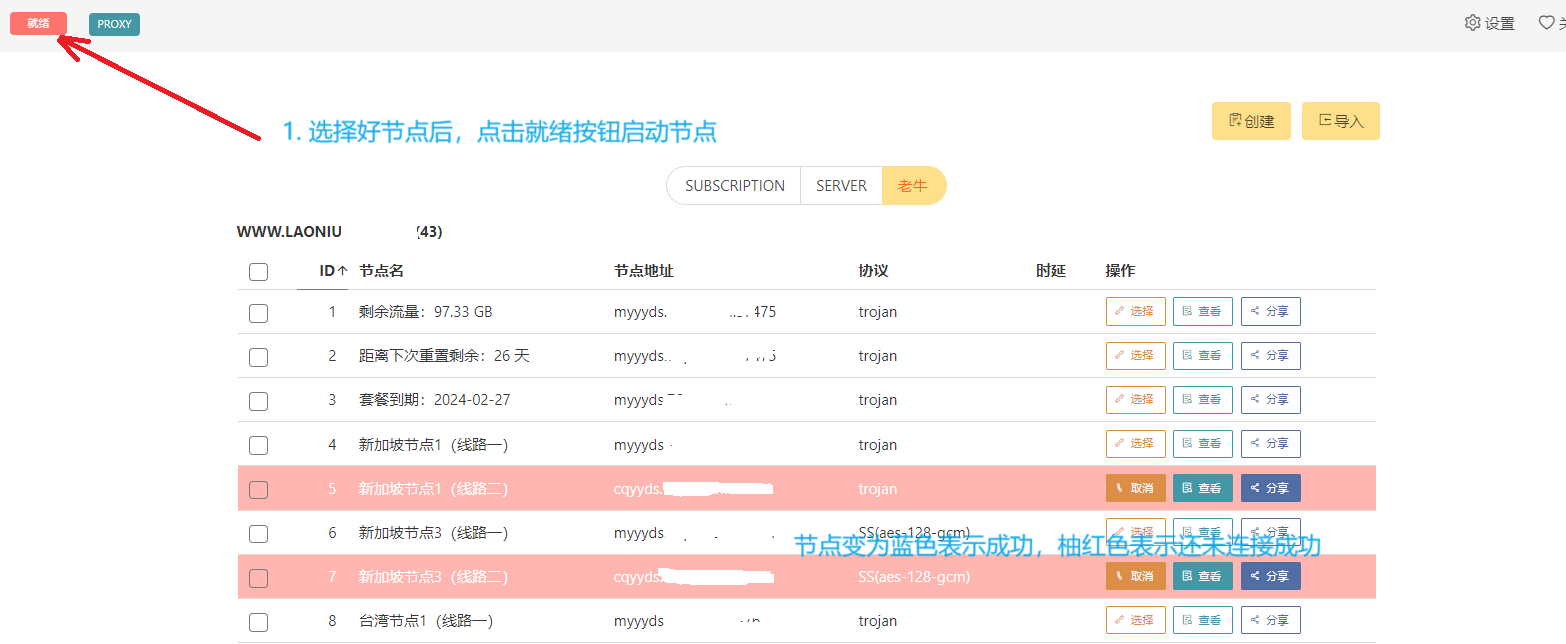 就绪 PROXY 设置
1. 选择好节点后，点击就绪按钮启动节点
创建 导入
SUBSCRIPTION SERVER 老牛
WWW.LAONIU (43)
ID 节点名 节点地址 协议 时延 操作
1 剩余流量：97.33 GB myyyds. 475 trojan 选择 查看 分享
2 距离下次重置剩余：26 天 myyyds. trojan 选择 查看 分享
3 套餐到期：2024-02-27 myyyds trojan 选择 查看 分享
4 新加坡节点1（线路一） myyyds trojan 选择 查看 分享
5 新加坡节点1（线路二） cqyyds. trojan 取消 查看 分享
6 新加坡节点3（线路一） myyyds SS(aes-128-gcm) 选择 查看 分享
节点变为蓝色表示成功，柚红色表示还未连接成功
7 新加坡节点3（线路二） cqyyds. SS(aes-128-gcm) 取消 查看 分享
8 台湾节点1（线路一） myyyds trojan 选择 查看 分享